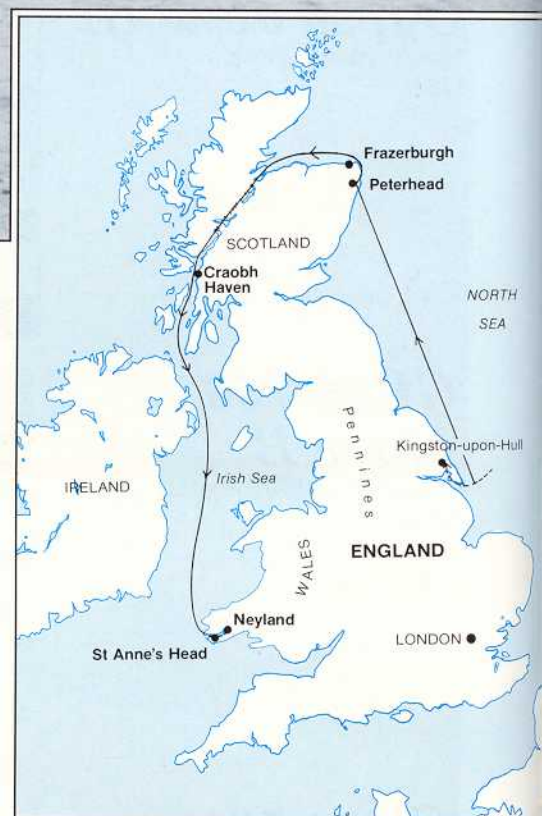 Frazerburgh
Peterhead
SCOTLAND
Craobh
Haven
NORTH
SEA
Pennines
Kingston-upon-Hull
Irish Sea
IRELAND
WALES
ENGLAND
Neyland
St Anne's Head
LONDON